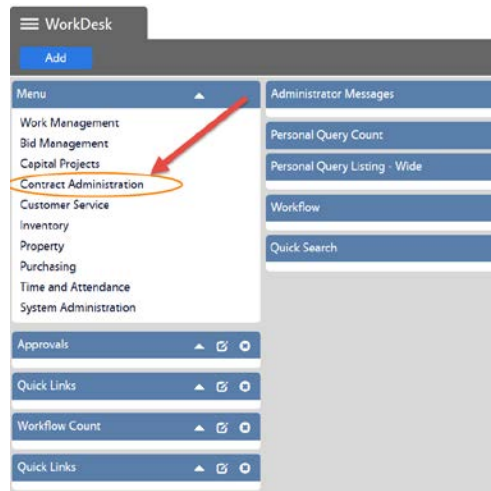 WorkDesk
Add
Menu
Work Management
Bid Management
Capital Projects
Contract Administration
Customer Service
Inventory
Property
Purchasing
Time and Attendance
System Administration
Approvals
Quick Links
Workflow Count
Quick Links
Administrator Messages
Personal Query Count
Personal Query Listing - Wide
Workflow
Quick Search